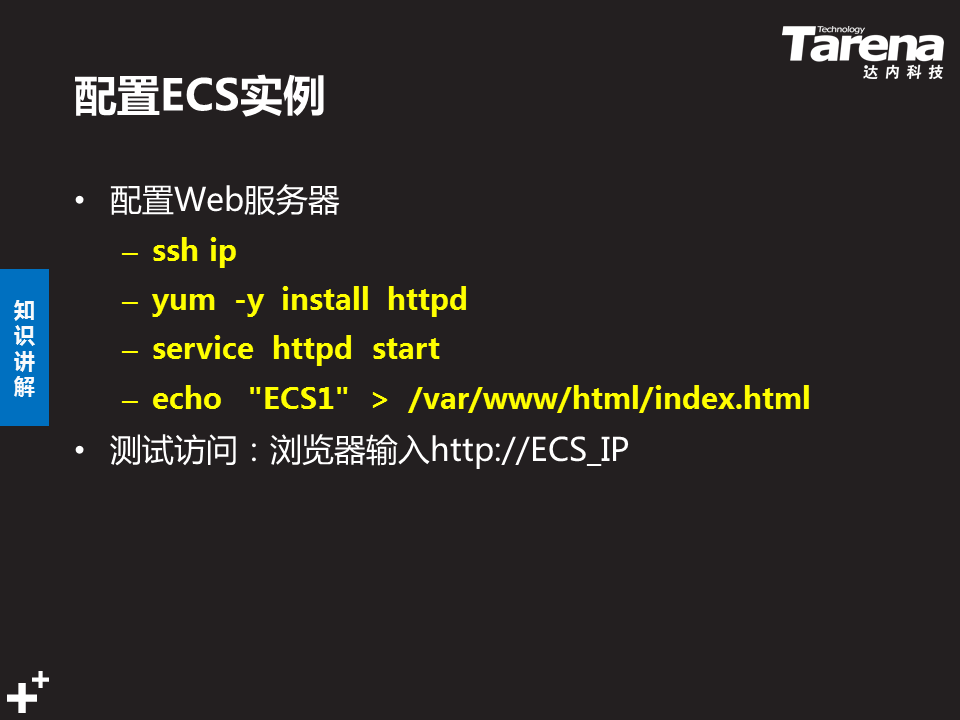 Technology
Tarena
达内科技
配置ECS实例
• 配置Web服务器
– ssh ip
– yum -y install httpd
– service httpd start
– echo "ECS1" > /var/www/html/index.html
• 测试访问：浏览器输入http://ECS_IP
知识讲解